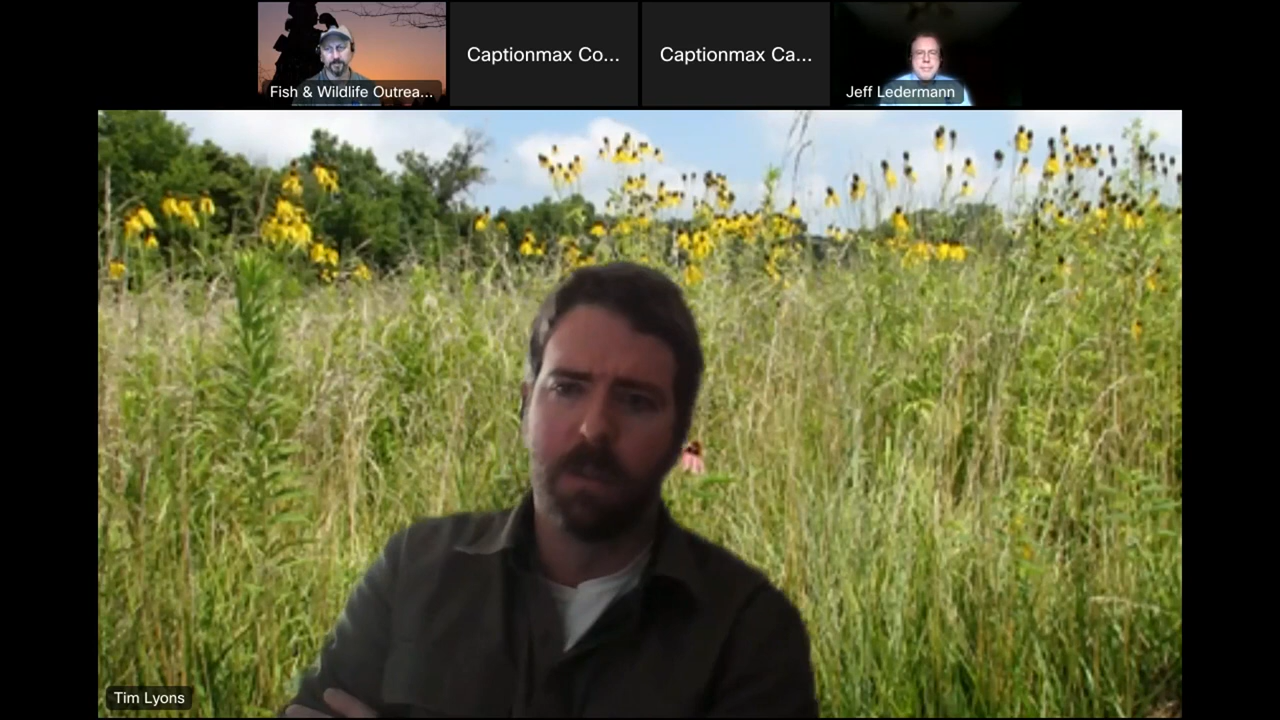 Fish & Wildlife Outrea...
Captionmax Co...
Captionmax Ca...
Jeff Ledermann
Tim Lyons